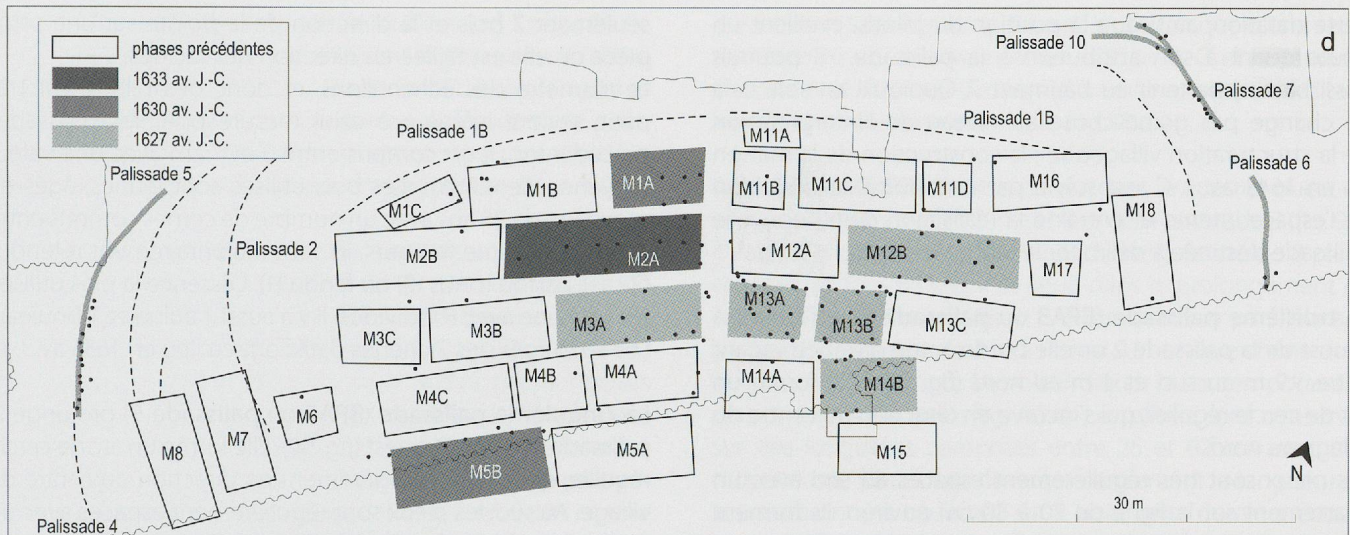 d
phases précédentes
1633 av. J.-C.
1630 av. J.-C.
1627 av. J.-C.
Palissade 10
Palissade 7
Palissade 1B
Palissade 1B
Palissade 5
Palissade 6
Palissade 2
M11A
M1C
M1B
M1A
M11B
M11C
M11D
M16
M18
M2B
M2A
M12A
M12B
M17
M3C
M3B
M3A
M13A
M13B
M13C
M4C
M4B
M4A
M14A
M14B
M6
M7
M8
M5B
M5A
M15
N
30 m
Palissade 4